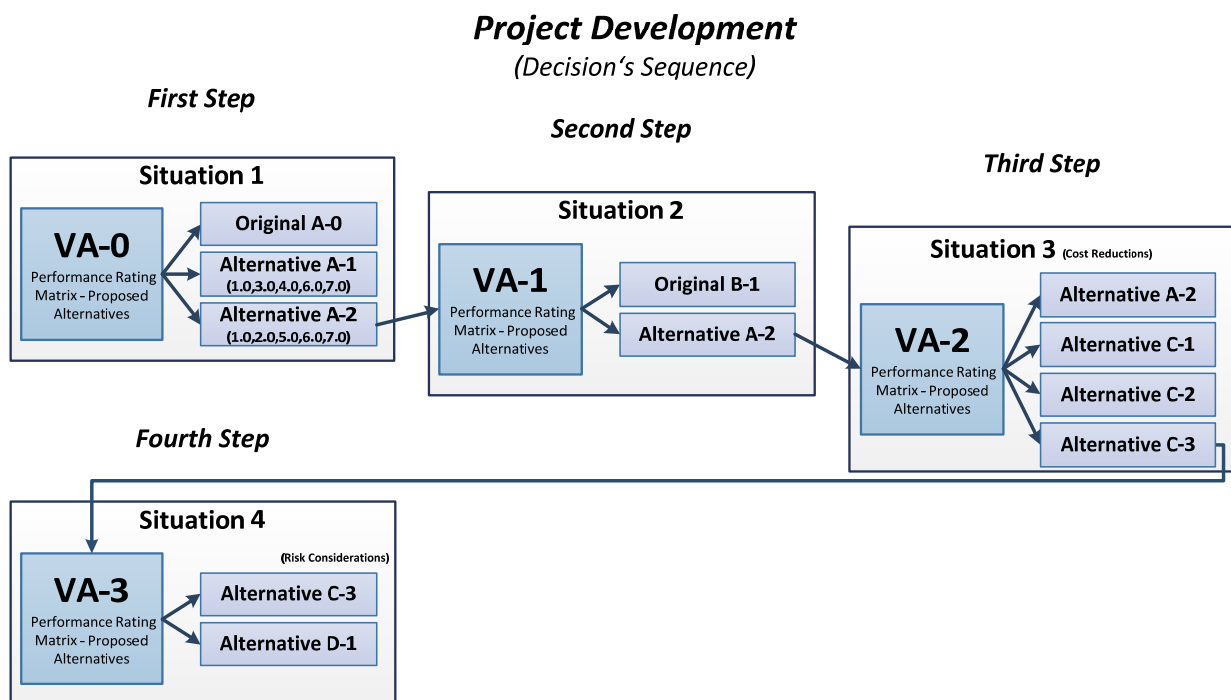 Project Development
(Decision‘s Sequence)
First Step
Situation 1
VA-0
Performance Rating
Matrix – Proposed
Alternatives
Original A-0
Alternative A-1
(1.0,3.0,4.0,6.0,7.0)
Alternative A-2
(1.0,2.0,5.0,6.0,7.0)
Second Step
Situation 2
VA-1
Performance Rating
Matrix – Proposed
Alternatives
Original B-1
Alternative A-2
Third Step
Situation 3 (Cost Reductions)
VA-2
Performance Rating
Matrix – Proposed
Alternatives
Alternative A-2
Alternative C-1
Alternative C-2
Alternative C-3
Fourth Step
Situation 4
(Risk Considerations)
VA-3
Performance Rating
Matrix – Proposed
Alternatives
Alternative C-3
Alternative D-1